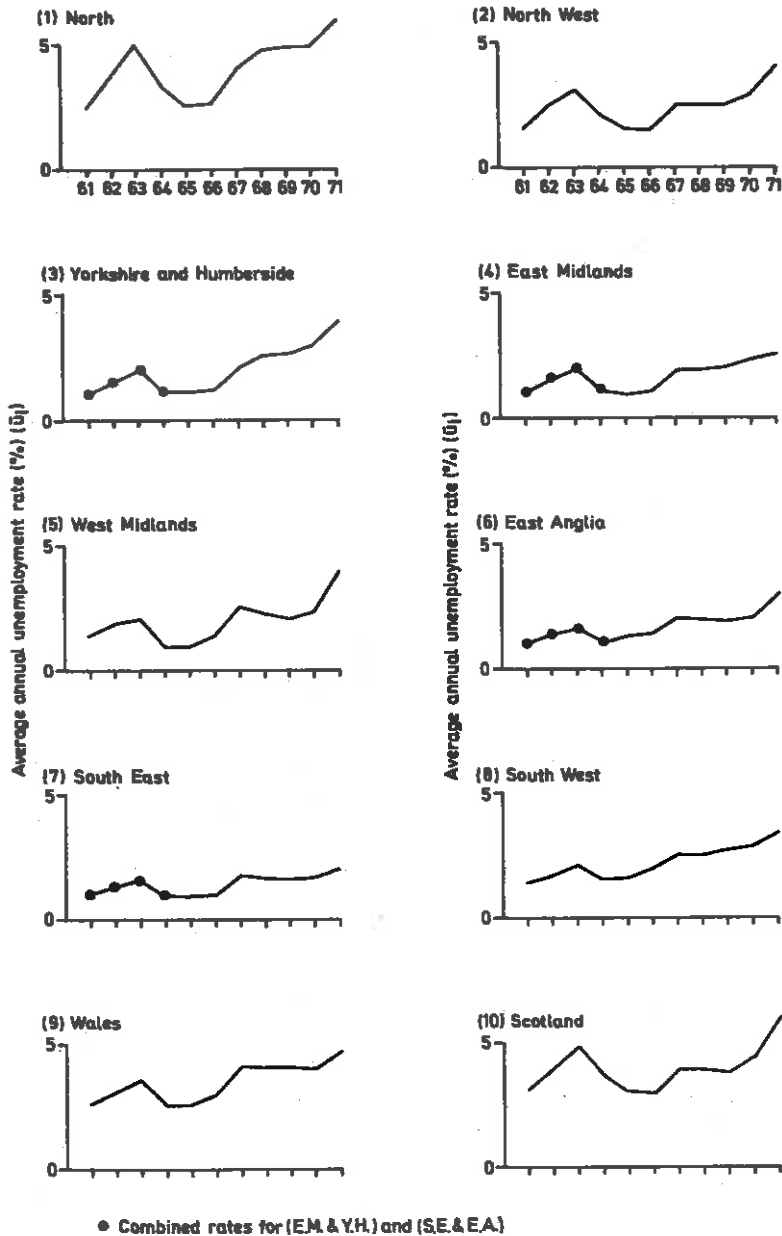 (1) North
5
0
61 62 63 64 65 66 67 68 69 70 71
(2) North West
5
0
61 62 63 64 65 66 67 68 69 70 71
Average annual unemployment rate (%) (ūᵢ)
(3) Yorkshire and Humberside
5
0
Average annual unemployment rate (%) (ūᵢ)
(4) East Midlands
5
0
(5) West Midlands
5
0
(6) East Anglia
5
0
(7) South East
5
0
(8) South West
5
0
(9) Wales
5
0
(10) Scotland
5
0
● Combined rates for (E.M. & Y.H.) and (S.E. & E.A.)